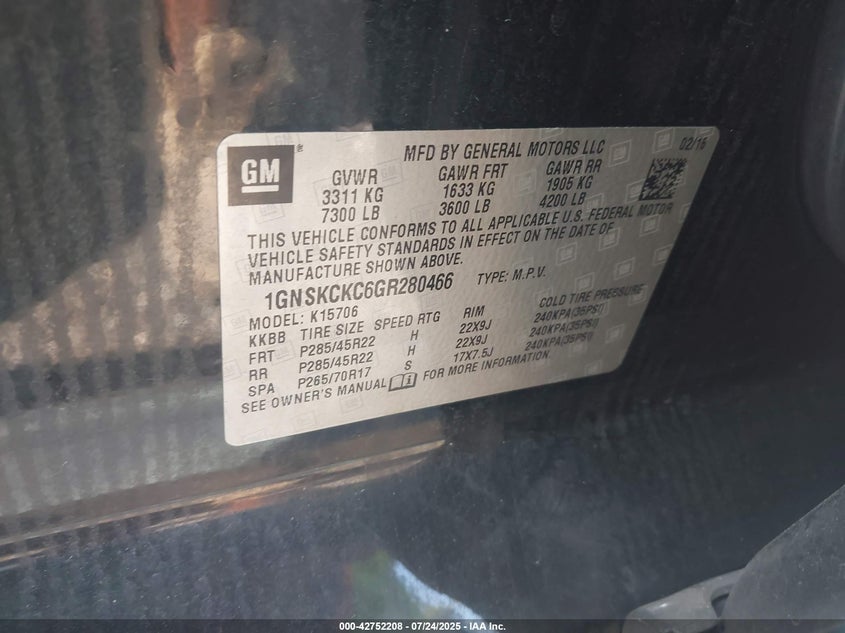 GM
®
MFD BY GENERAL MOTORS LLC
02/16
GVWR
GAWR FRT
GAWR RR
3311 KG
1633 KG
1905 KG
7300 LB
3600 LB
4200 LB
THIS VEHICLE CONFORMS TO ALL APPLICABLE U.S. FEDERAL MOTOR
VEHICLE SAFETY STANDARDS IN EFFECT ON THE DATE OF
MANUFACTURE SHOWN ABOVE.
1GNSKCKC6GR280466 TYPE: M.P.V.
MODEL: K15706
KKBB TIRE SIZE SPEED RTG RIM COLD TIRE PRESSURE
FRT P285/45R22 H 22X9J 240KPA(35PSI)
RR P285/45R22 H 22X9J 240KPA(35PSI)
SPA P265/70R17 S 17X7.5J 240KPA(35PSI)
SEE OWNER'S MANUAL FOR MORE INFORMATION.
000-42752208 - 07/24/2025 - IAA Inc.